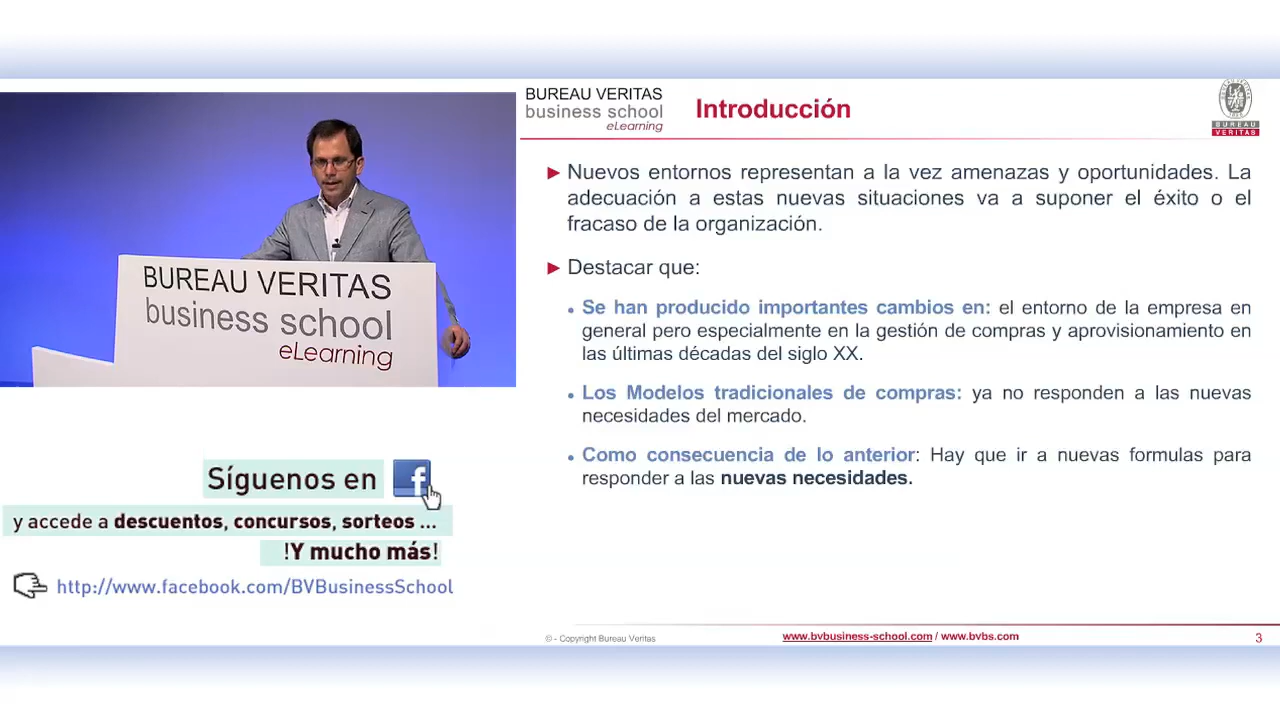 BUREAU VERITAS
business school
eLearning
Introducción
BUREAU
VERITAS
BUREAU VERITAS
business school
eLearning
► Nuevos entornos representan a la vez amenazas y oportunidades. La
adecuación a estas nuevas situaciones va a suponer el éxito o el
fracaso de la organización.
► Destacar que:
• Se han producido importantes cambios en: el entorno de la empresa en
general pero especialmente en la gestión de compras y aprovisionamiento en
las últimas décadas del siglo XX.
• Los Modelos tradicionales de compras: ya no responden a las nuevas
necesidades del mercado.
• Como consecuencia de lo anterior: Hay que ir a nuevas formulas para
responder a las nuevas necesidades.
Síguenos en f
y accede a descuentos, concursos, sorteos ...
!Y mucho más!
http://www.facebook.com/BVBusinessSchool
© - Copyright Bureau Veritas
www.bvbusiness-school.com / www.bvbs.com
3